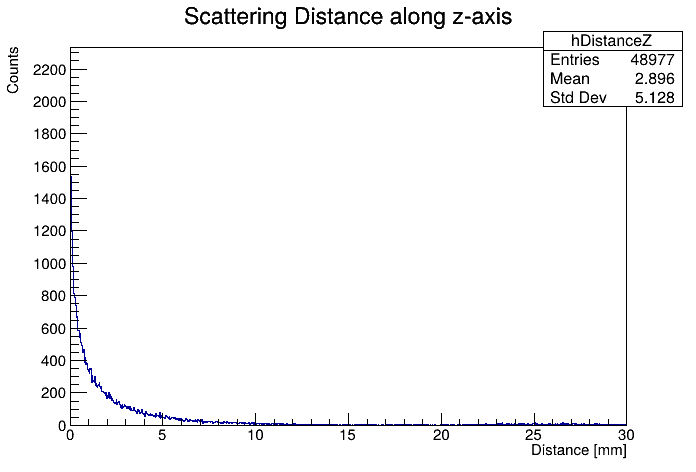 Scattering Distance along z-axis
hDistanceZ
Entries 48977
Mean 2.896
Std Dev 5.128
Counts
2200
2000
1800
1600
1400
1200
1000
800
600
400
200
0
0 5 10 15 20 25 30
Distance [mm]